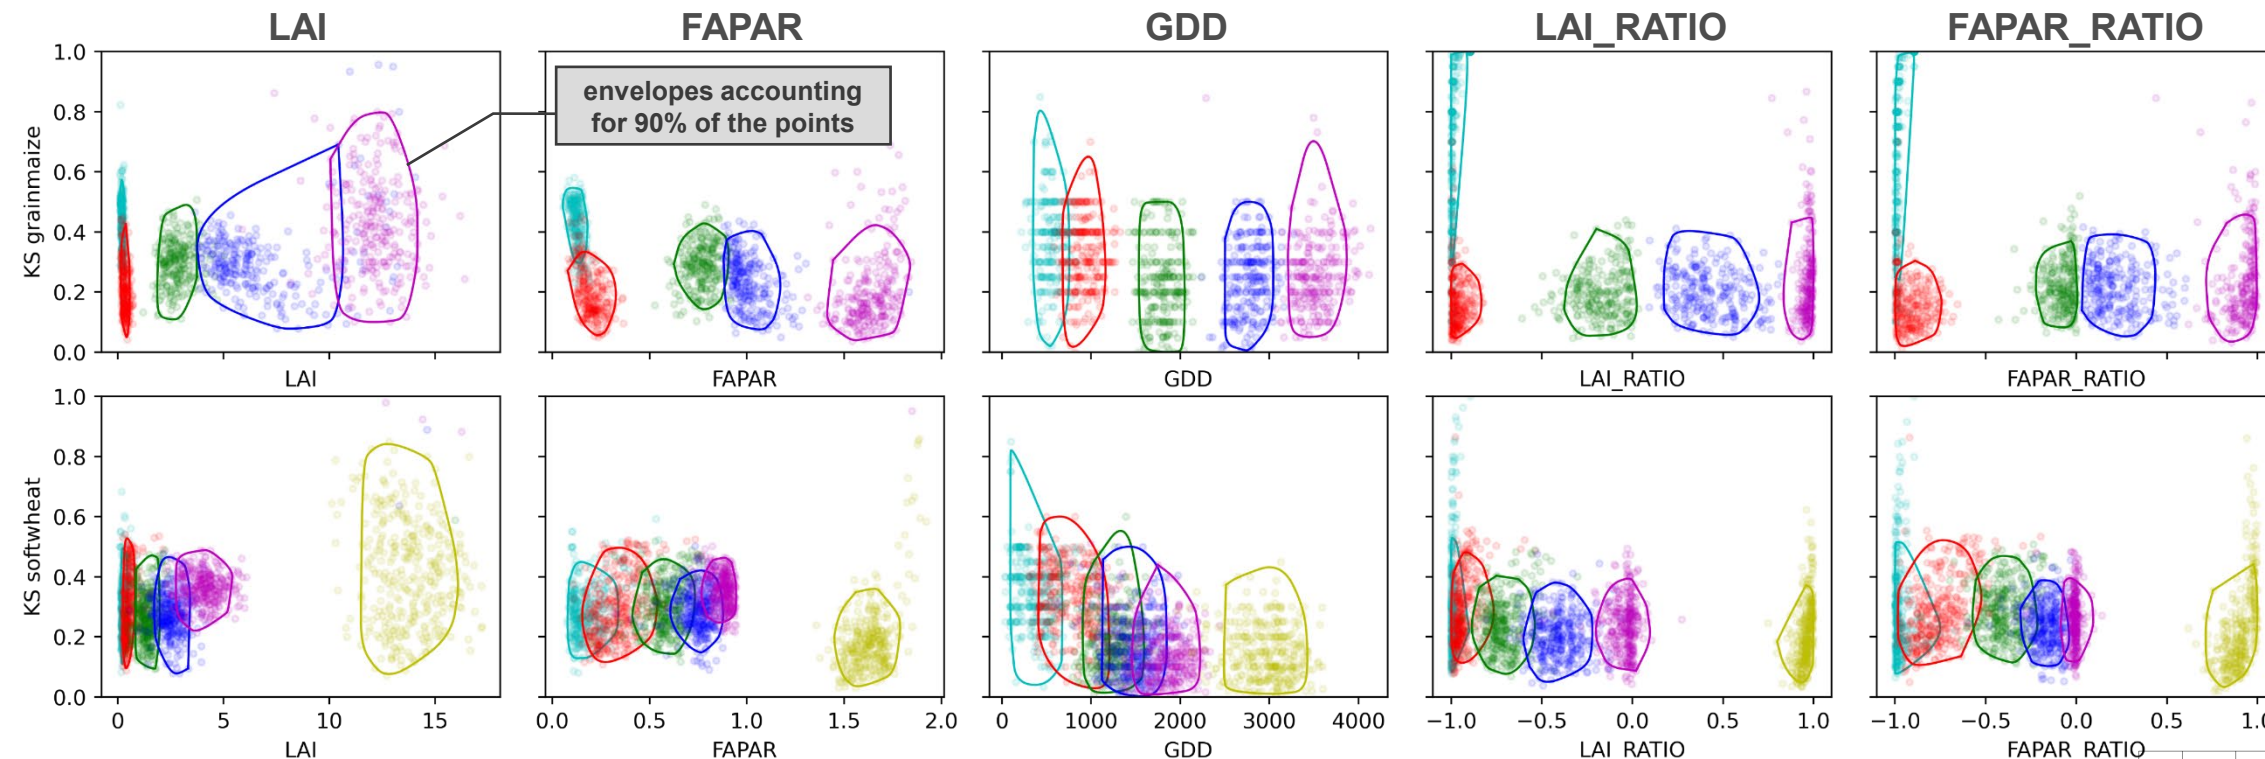 LAI FAPAR GDD LAI_RATIO FAPAR_RATIO
envelopes accounting
for 90% of the points
KS grainmaize
1.0
0.8
0.6
0.4
0.2
0.0
LAI FAPAR GDD LAI_RATIO FAPAR_RATIO
KS softwheat
1.0
0.8
0.6
0.4
0.2
0.0
0 5 10 15
0.0 0.5 1.0 1.5 2.0
0 1000 2000 3000 4000
−1.0 −0.5 0.0 0.5 1.0
−1.0 −0.5 0.0 0.5 1.0
LAI FAPAR GDD LAI_RATIO FAPAR_RATIO